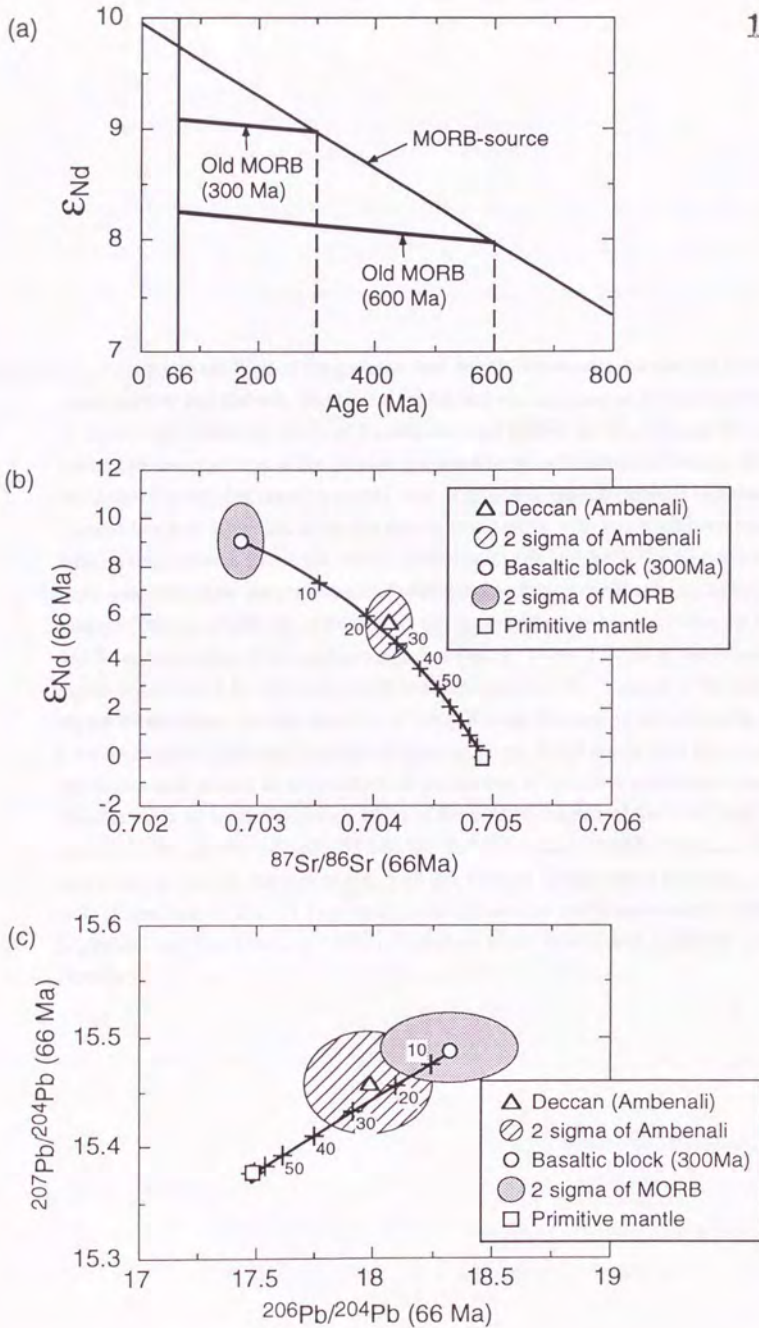 (a)
1
10
9
8
7
εNd
Old MORB
(300 Ma)
MORB-source
Old MORB
(600 Ma)
0 66 200 400 600 800
Age (Ma)
(b)
12
10
8
6
4
2
0
-2
εNd (66 Ma)
10
20
30
40
50
Deccan (Ambenali)
2 sigma of Ambenali
Basaltic block (300Ma)
2 sigma of MORB
Primitive mantle
0.702 0.703 0.704 0.705 0.706
87Sr/86Sr (66Ma)
(c)
15.6
15.5
15.4
15.3
207Pb/204Pb (66 Ma)
10
20
30
40
50
Deccan (Ambenali)
2 sigma of Ambenali
Basaltic block (300Ma)
2 sigma of MORB
Primitive mantle
17 17.5 18 18.5 19
206Pb/204Pb (66 Ma)